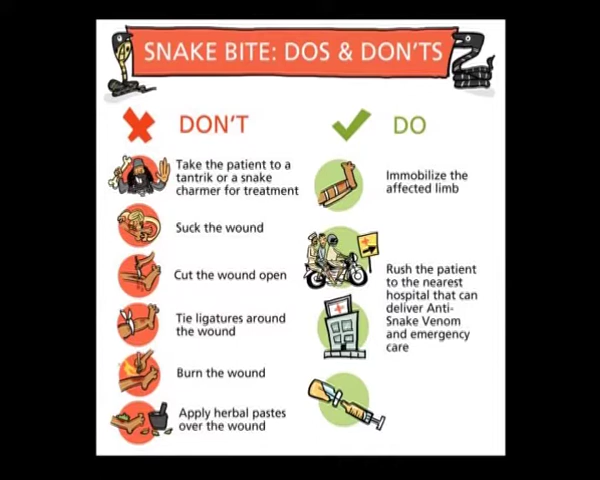 SNAKE BITE: DOS & DON'TS
DON'T
Take the patient to a
tantrik or a snake
charmer for treatment
Suck the wound
Cut the wound open
Tie ligatures around
the wound
Burn the wound
Apply herbal pastes
over the wound
DO
Immobilize the
affected limb
Rush the patient
to the nearest
hospital that can
deliver Anti-
Snake Venom
and emergency
care